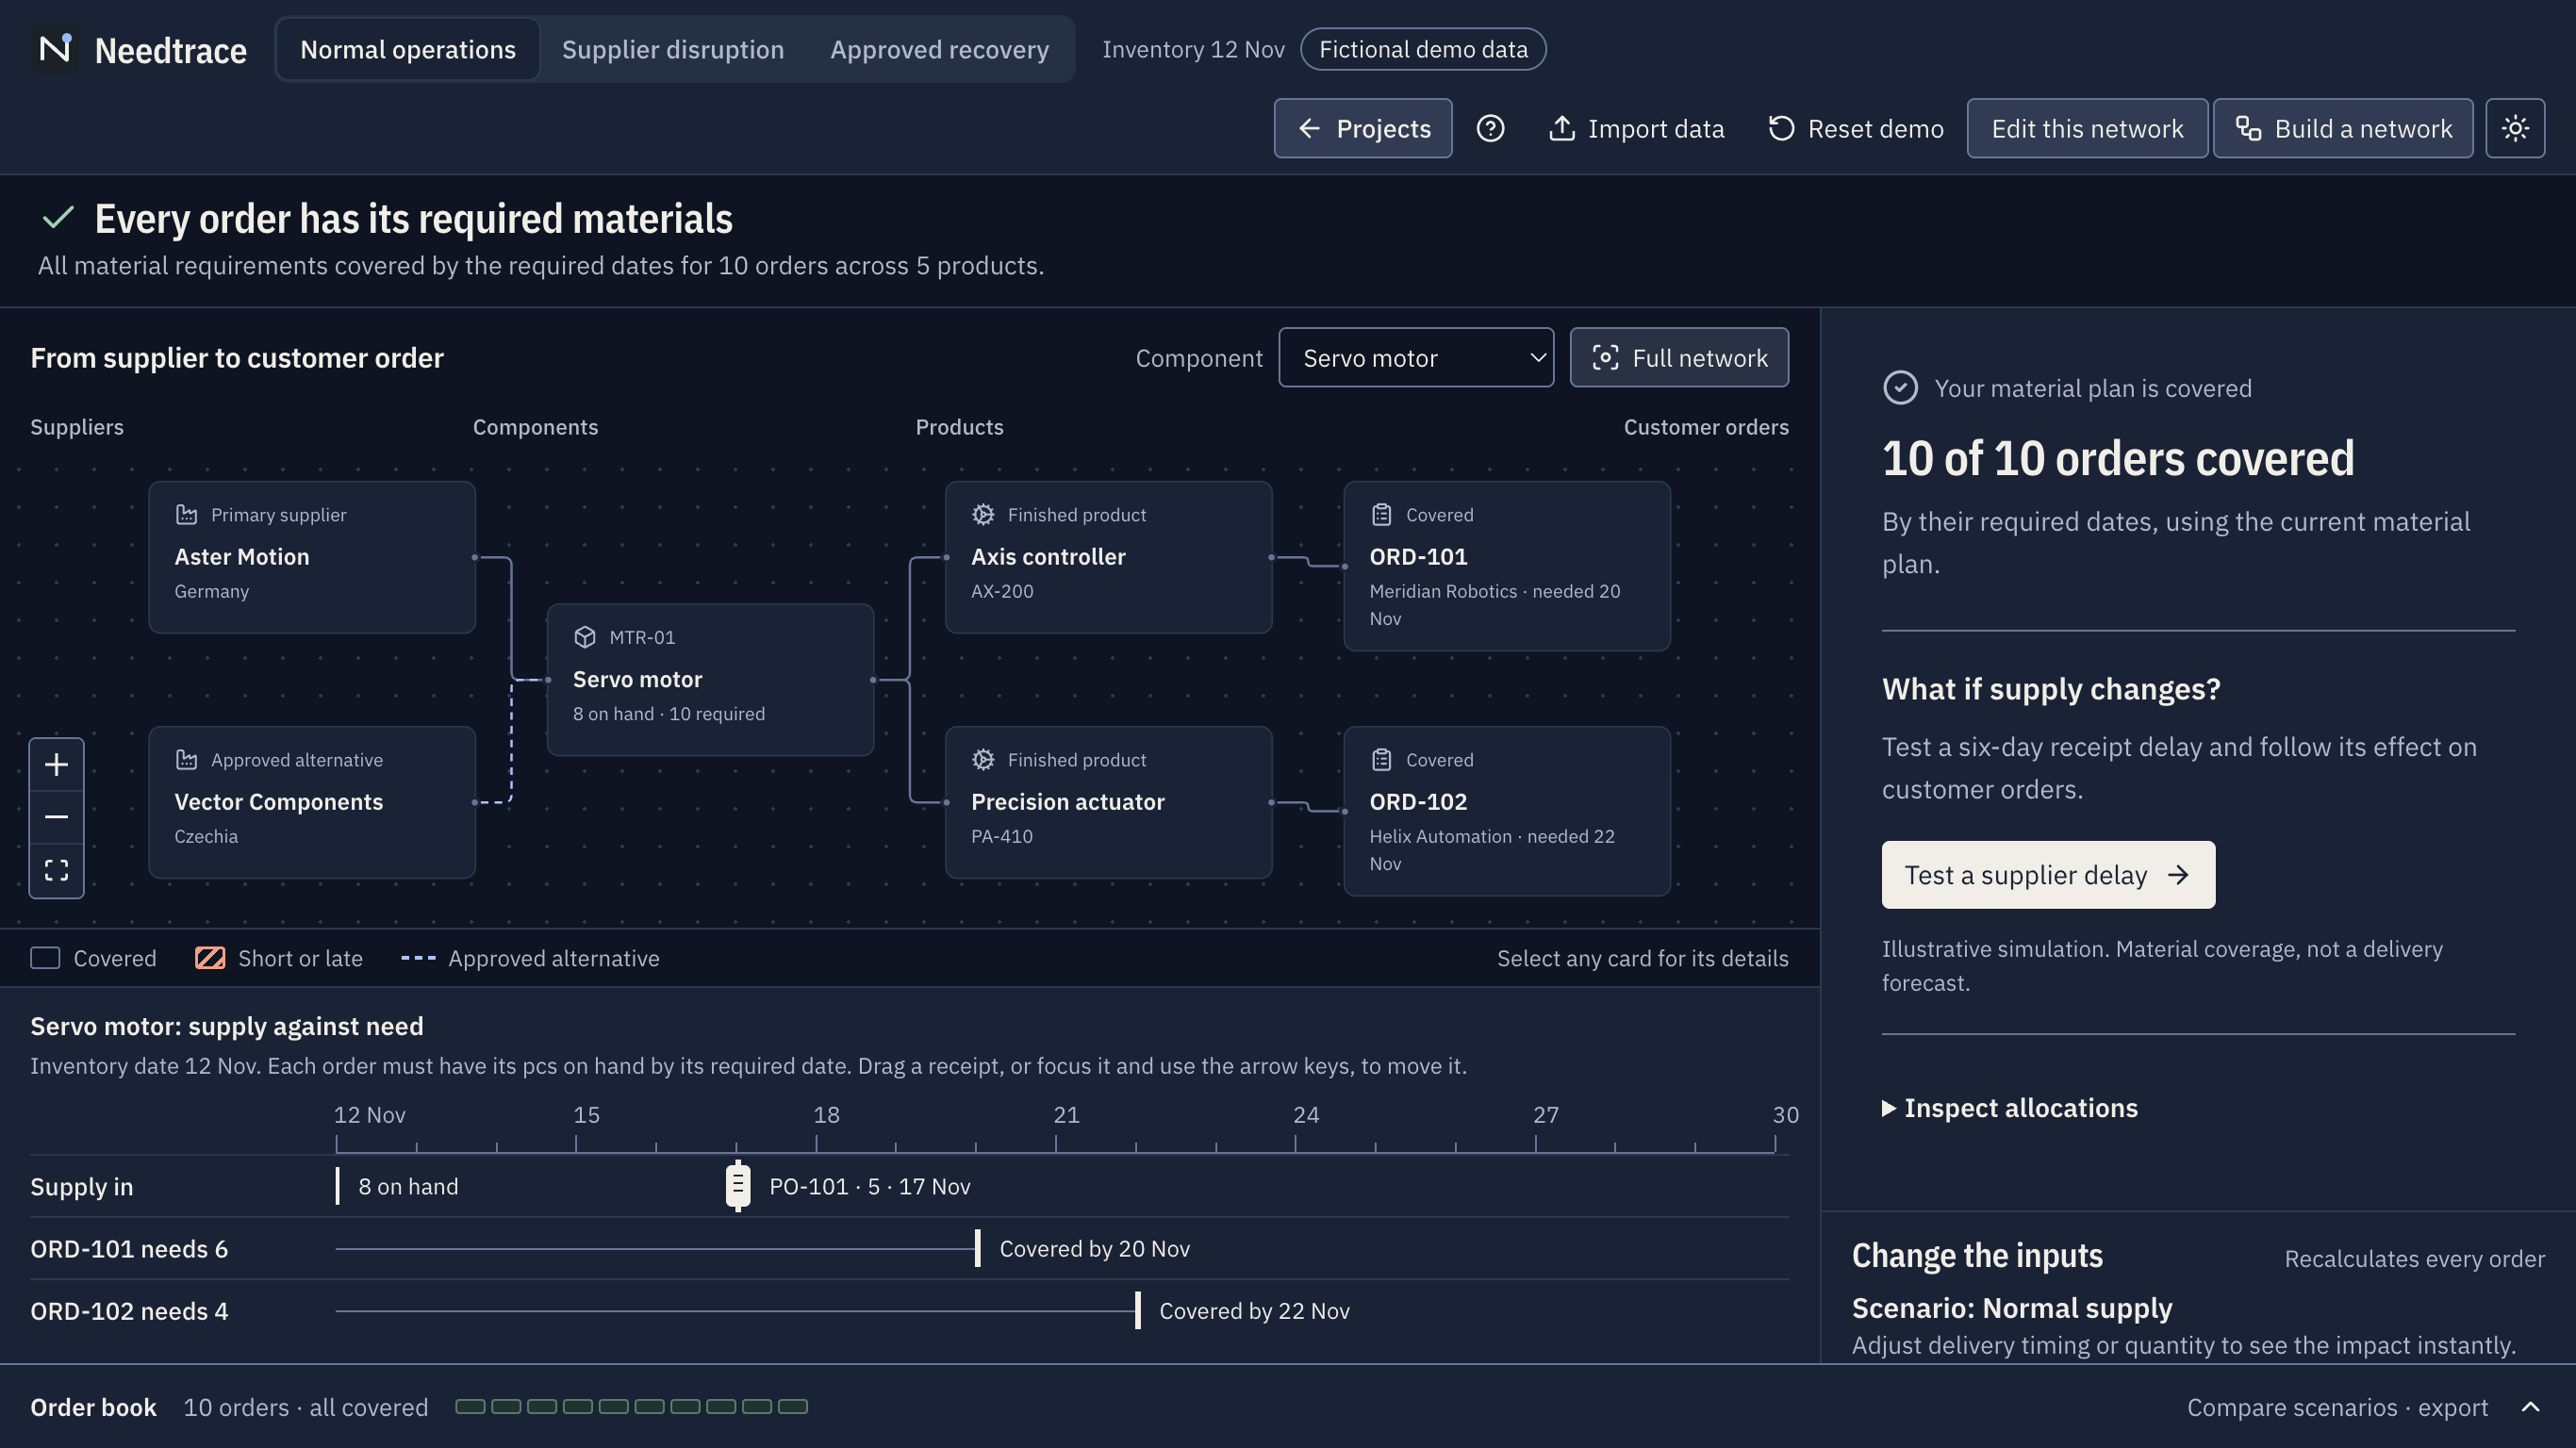 Needtrace
Normal operations
Supplier disruption
Approved recovery
Inventory 12 Nov
Fictional demo data
Projects
Import data
Reset demo
Edit this network
Build a network
Every order has its required materials
All material requirements covered by the required dates for 10 orders across 5 products.
From supplier to customer order
Component
Servo motor
Full network
Suppliers
Components
Products
Customer orders
Primary supplier
Aster Motion
Germany
Approved alternative
Vector Components
Czechia
MTR-01
Servo motor
8 on hand · 10 required
Finished product
Axis controller
AX-200
Finished product
Precision actuator
PA-410
Covered
ORD-101
Meridian Robotics · needed 20
Nov
Covered
ORD-102
Helix Automation · needed 22
Nov
Covered
Short or late
Approved alternative
Select any card for its details
Servo motor: supply against need
Inventory date 12 Nov. Each order must have its pcs on hand by its required date. Drag a receipt, or focus it and use the arrow keys, to move it.
12 Nov 15 18 21 24 27 30
Supply in
8 on hand
PO-101 · 5 · 17 Nov
ORD-101 needs 6
Covered by 20 Nov
ORD-102 needs 4
Covered by 22 Nov
Your material plan is covered
10 of 10 orders covered
By their required dates, using the current material
plan.
What if supply changes?
Test a six-day receipt delay and follow its effect on
customer orders.
Test a supplier delay
Illustrative simulation. Material coverage, not a delivery
forecast.
Inspect allocations
Change the inputs
Recalculates every order
Scenario: Normal supply
Adjust delivery timing or quantity to see the impact instantly.
Order book
10 orders · all covered
Compare scenarios · export